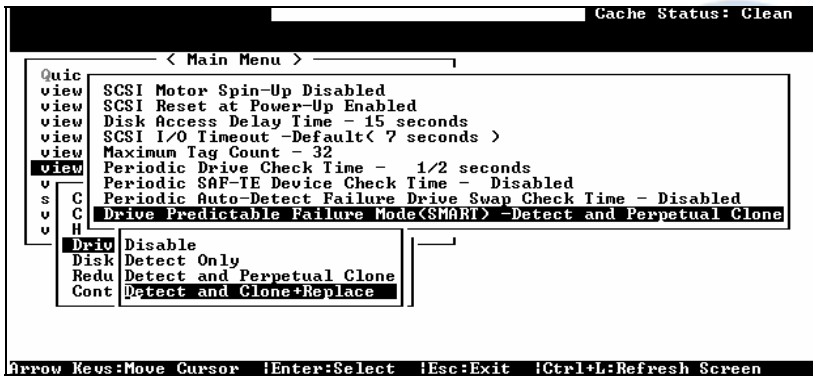 Cache Status: Clean
< Main Menu >
Quic
view SCSI Motor Spin-Up Disabled
view SCSI Reset at Power-Up Enabled
view Disk Access Delay Time - 15 seconds
view SCSI I/O Timeout -Default< 7 seconds >
view Maximum Tag Count - 32
view Periodic Drive Check Time - 1/2 seconds
v Periodic SAF-TE Device Check Time - Disabled
s C Periodic Auto-Detect Failure Drive Swap Check Time - Disabled
v C Drive Predictable Failure Mode<SMART> -Detect and Perpetual Clone
v H
Driv Disable
Disk Detect Only
Redu Detect and Perpetual Clone
Cont Detect and Clone+Replace
Arrow Keys:Move Cursor |Enter:Select |Esc:Exit |Ctrl+L:Refresh Screen